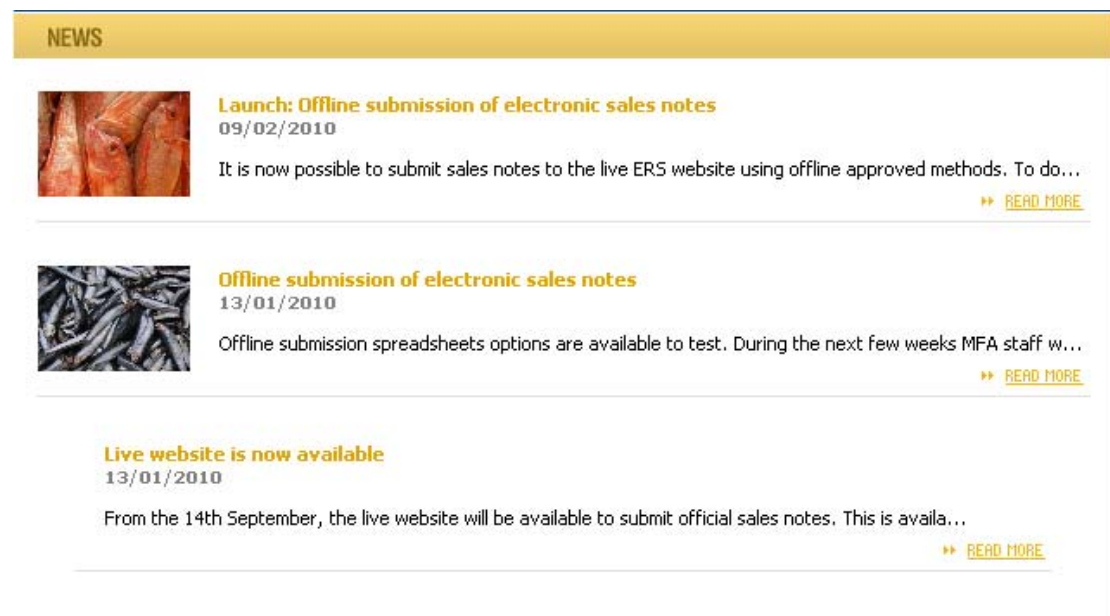 NEWS
Launch: Offline submission of electronic sales notes
09/02/2010
It is now possible to submit sales notes to the live ERS website using offline approved methods. To do...
READ MORE
Offline submission of electronic sales notes
13/01/2010
Offline submission spreadsheets options are available to test. During the next few weeks MFA staff w...
READ MORE
Live website is now available
13/01/2010
From the 14th September, the live website will be available to submit official sales notes. This is availa...
READ MORE